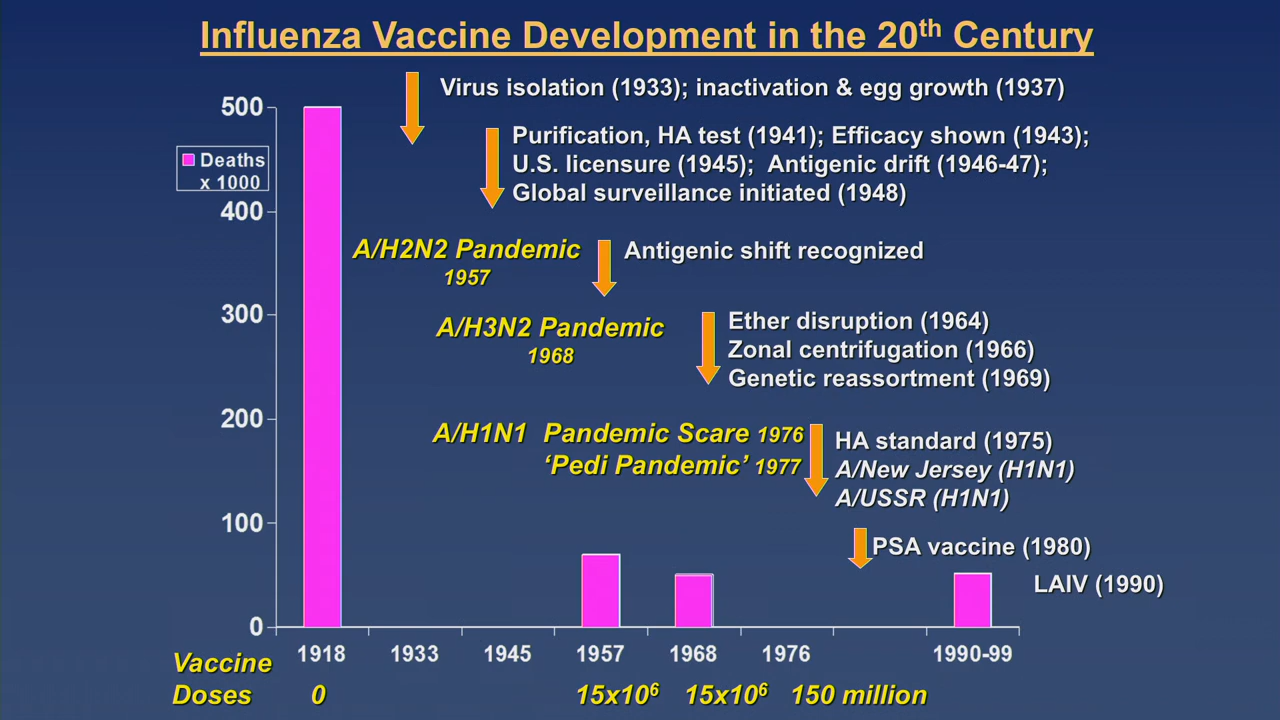 Influenza Vaccine Development in the 20th Century
Virus isolation (1933); inactivation & egg growth (1937)
500
Purification, HA test (1941); Efficacy shown (1943);
U.S. licensure (1945); Antigenic drift (1946-47);
Global surveillance initiated (1948)
Deaths
x 1000
400
A/H2N2 Pandemic
1957
Antigenic shift recognized
300
A/H3N2 Pandemic
1968
Ether disruption (1964)
Zonal centrifugation (1966)
Genetic reassortment (1969)
200
A/H1N1 Pandemic Scare 1976
‘Pedi Pandemic’ 1977
HA standard (1975)
A/New Jersey (H1N1)
A/USSR (H1N1)
100
PSA vaccine (1980)
LAIV (1990)
0
1918 1933 1945 1957 1968 1976 1990-99
Vaccine
Doses 0 15x10⁶ 15x10⁶ 150 million